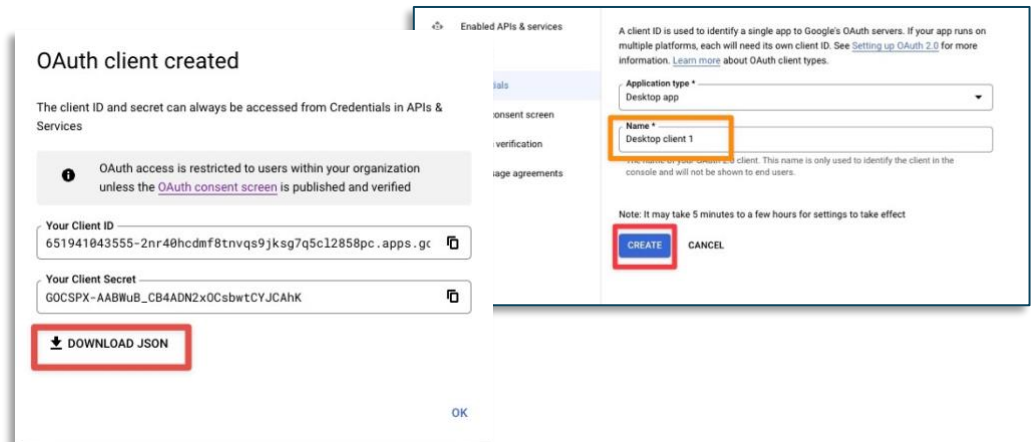 OAuth client created
The client ID and secret can always be accessed from Credentials in APIs &
Services
OAuth access is restricted to users within your organization
unless the OAuth consent screen is published and verified
Your Client ID
651941043555-2nr40hcdmf8tnvqs9jksg7q5cl2858pc.apps.gc
Your Client Secret
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
DOWNLOAD JSON
OK
Enabled APIs & services
ials
onsent screen
verification
sage agreements
A client ID is used to identify a single app to Google's OAuth servers. If your app runs on
multiple platforms, each will need its own client ID. See Setting up OAuth 2.0 for more
information. Learn more about OAuth client types.
Application type *
Desktop app
Name *
Desktop client 1
The name of your OAuth 2.0 client. This name is only used to identify the client in the
console and will not be shown to end users.
Note: It may take 5 minutes to a few hours for settings to take effect
CREATE
CANCEL